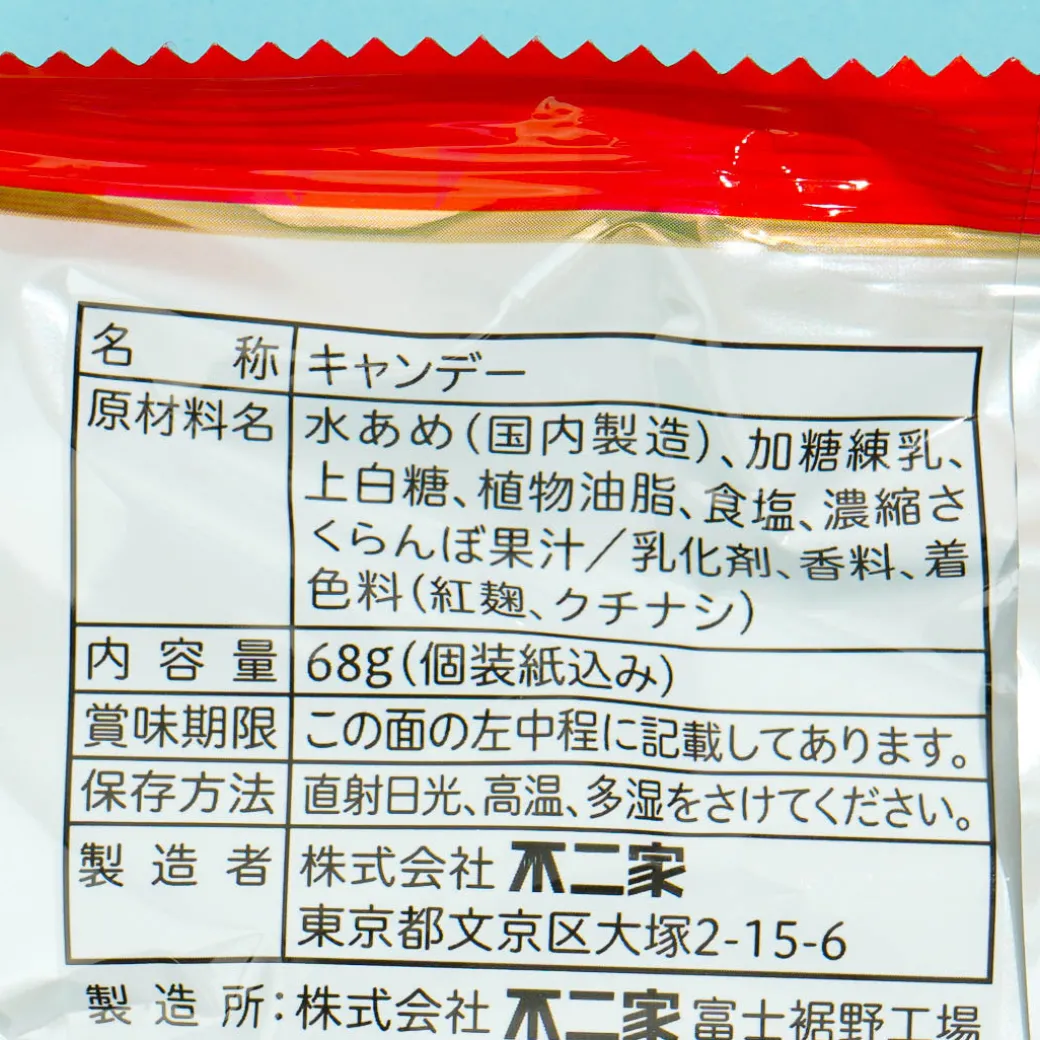 名称 キャンデー
原材料名 水あめ(国内製造)、加糖練乳、
上白糖、植物油脂、食塩、濃縮さ
くらんぼ果汁/乳化剤、香料、着
色料(紅麹、クチナシ)
内容量 68g(個装紙込み)
賞味期限 この面の左中程に記載してあります。
保存方法 直射日光、高温、多湿をさけてください。
製造者 株式会社 不二家
東京都文京区大塚2-15-6
製造所:株式会社 不二家 富士裾野工場